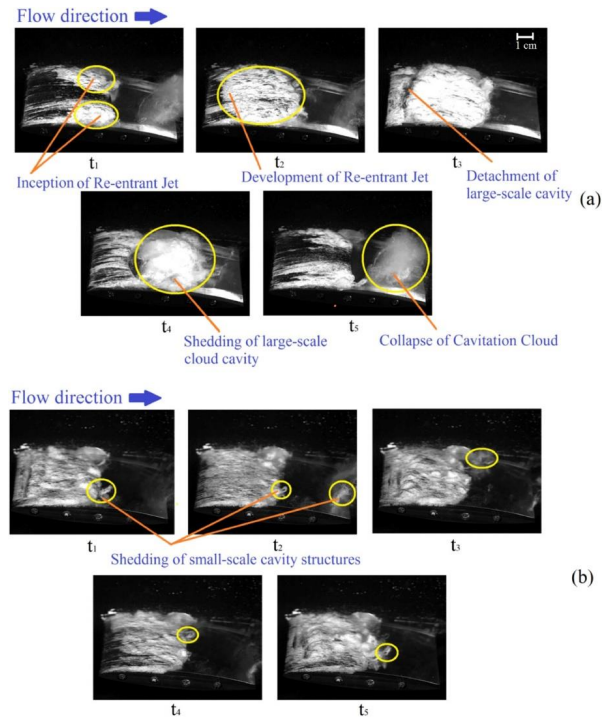 Flow direction
1 cm
t1
t2
t3
Inception of Re-entrant Jet
Development of Re-entrant Jet
Detachment of
large-scale cavity
(a)
t4
t5
Shedding of large-scale
cloud cavity
Collapse of Cavitation Cloud
Flow direction
t1
t2
t3
Shedding of small-scale cavity structures
(b)
t4
t5